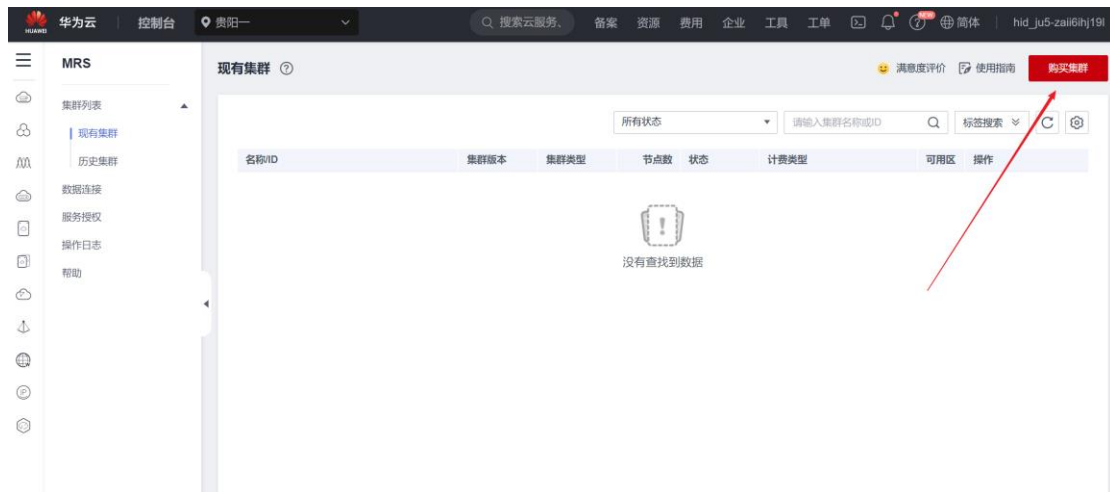 HUAWEI 华为云 控制台 贵阳一 搜索云服务、 备案 资源 费用 企业 工具 工单 NEW 简体 hid_ju5-zaii6ihj19l
MRS
集群列表
现有集群
历史集群
数据连接
服务授权
操作日志
帮助
现有集群 满意度评价 使用指南 购买集群
所有状态 请输入集群名称或ID 标签搜索
名称/ID 集群版本 集群类型 节点数 状态 计费类型 可用区 操作
没有查找到数据